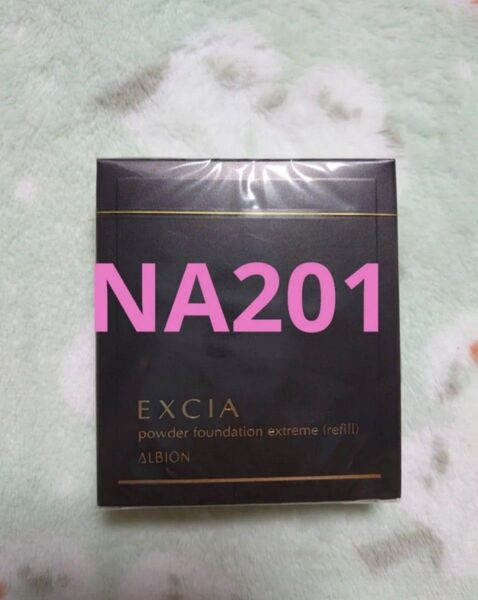 NA201
EXCIA
powder foundation extreme (refill)
ALBION